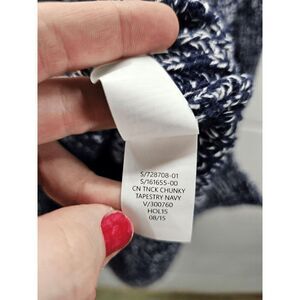 S/728708-01
S/161655-00
CN TNCK CHUNKY
TAPESTRY NAVY
V/300760
HOL15
08/15